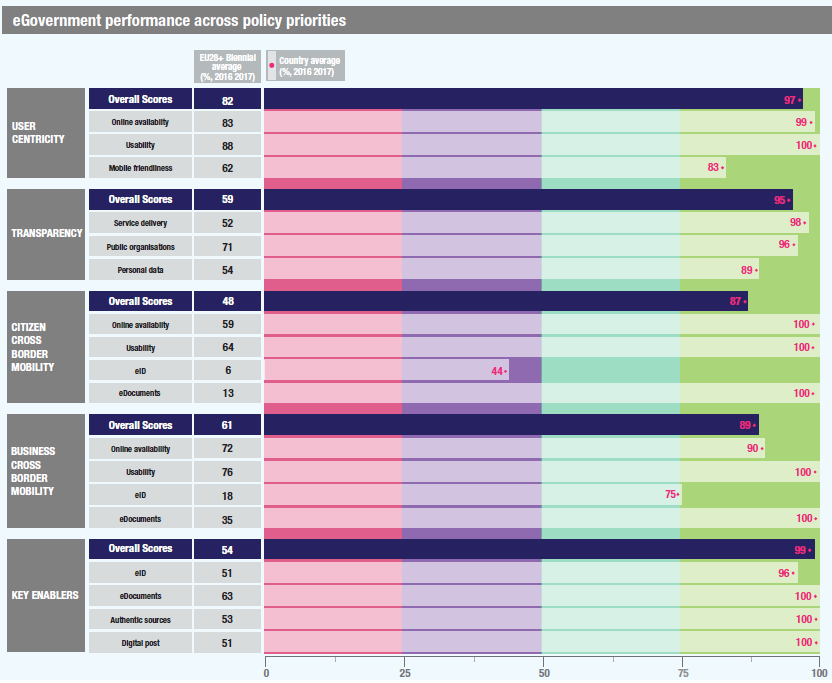 eGovernment performance across policy priorities
EU28+ Biennial
average
(%, 2016 2017)
Country average
(%, 2016 2017)
USER
CENTRICITY
Overall Scores 82 97
Online availability 83 99
Usability 88 100
Mobile friendliness 62 83
TRANSPARENCY
Overall Scores 59 95
Service delivery 52 98
Public organisations 71 96
Personal data 54 89
CITIZEN
CROSS
BORDER
MOBILITY
Overall Scores 48 87
Online availability 59 100
Usability 64 100
eID 6 44
eDocuments 13 100
BUSINESS
CROSS
BORDER
MOBILITY
Overall Scores 61 89
Online availability 72 90
Usability 76 100
eID 18 75
eDocuments 35 100
KEY ENABLERS
Overall Scores 54 99
eID 51 96
eDocuments 63 100
Authentic sources 53 100
Digital post 51 100
0 25 50 75 100